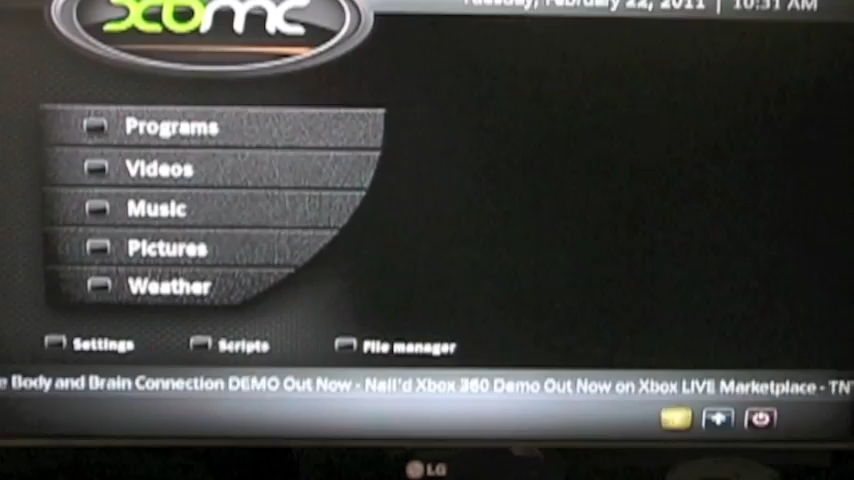 xbmc
Tuesday, February 22, 2011 | 10:31 AM
Programs
Videos
Music
Pictures
Weather
Settings Scripts File manager
e Body and Brain Connection DEMO Out Now - Nail'd Xbox 360 Demo Out Now on Xbox LIVE Marketplace - TN
LG